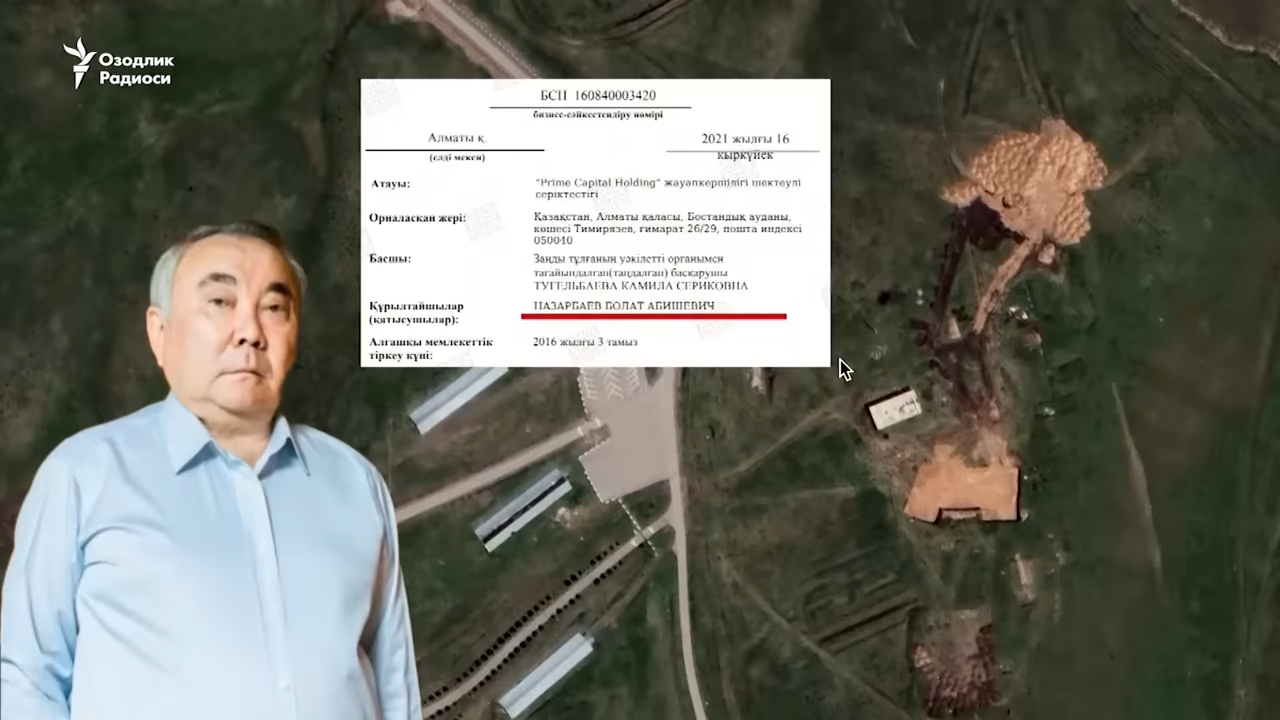 Озодлик
Радиоси
БСН 160840003420
бизнес-сәйкестендіру нөмірі
Алматы қ.
(елді мекен)
2021 жылғы 16
қыркүйек
Атауы:
"Prime Capital Holding" жауапкершілігі шектеулі
серіктестігі
Орналасқан жері:
Қазақстан, Алматы қаласы, Бостандық ауданы,
көшесі Тимирязев, ғимарат 26/29, пошта индексі
050040
Басшы:
Заңды тұлғаның уәкілетті органымен
тағайындалған(таңдалған) басқарушы
ТУГЕЛЬБАЕВА КАМИЛА СЕРИКОВНА
Құрылтайшылар
(қатысушылар):
НАЗАРБАЕВ БОЛАТ АБИШЕВИЧ
Алғашқы мемлекеттік
тіркеу күні:
2016 жылғы 3 тамыз